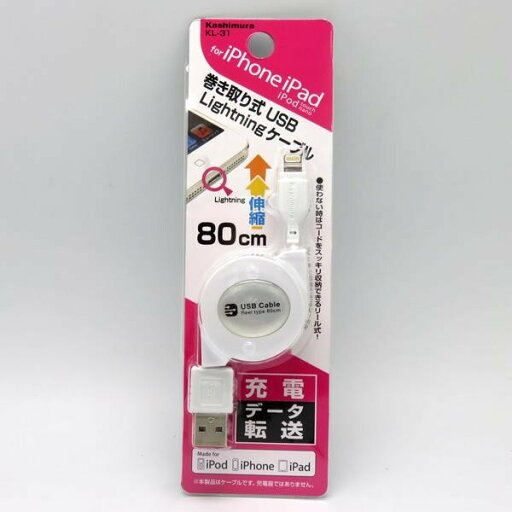 Kashimura
KL-31
for iPhone iPad
iPod touch
nano
巻き取り式 USB
Lightningケーブル
Lightning
伸縮
80cm
●使わない時はコードをスッキリ収納できるリール式!
USB Cable
Reel type 80cm
充電
データ
転送
Made for
iPod iPhone iPad
※本製品はケーブルです。充電器ではありません。